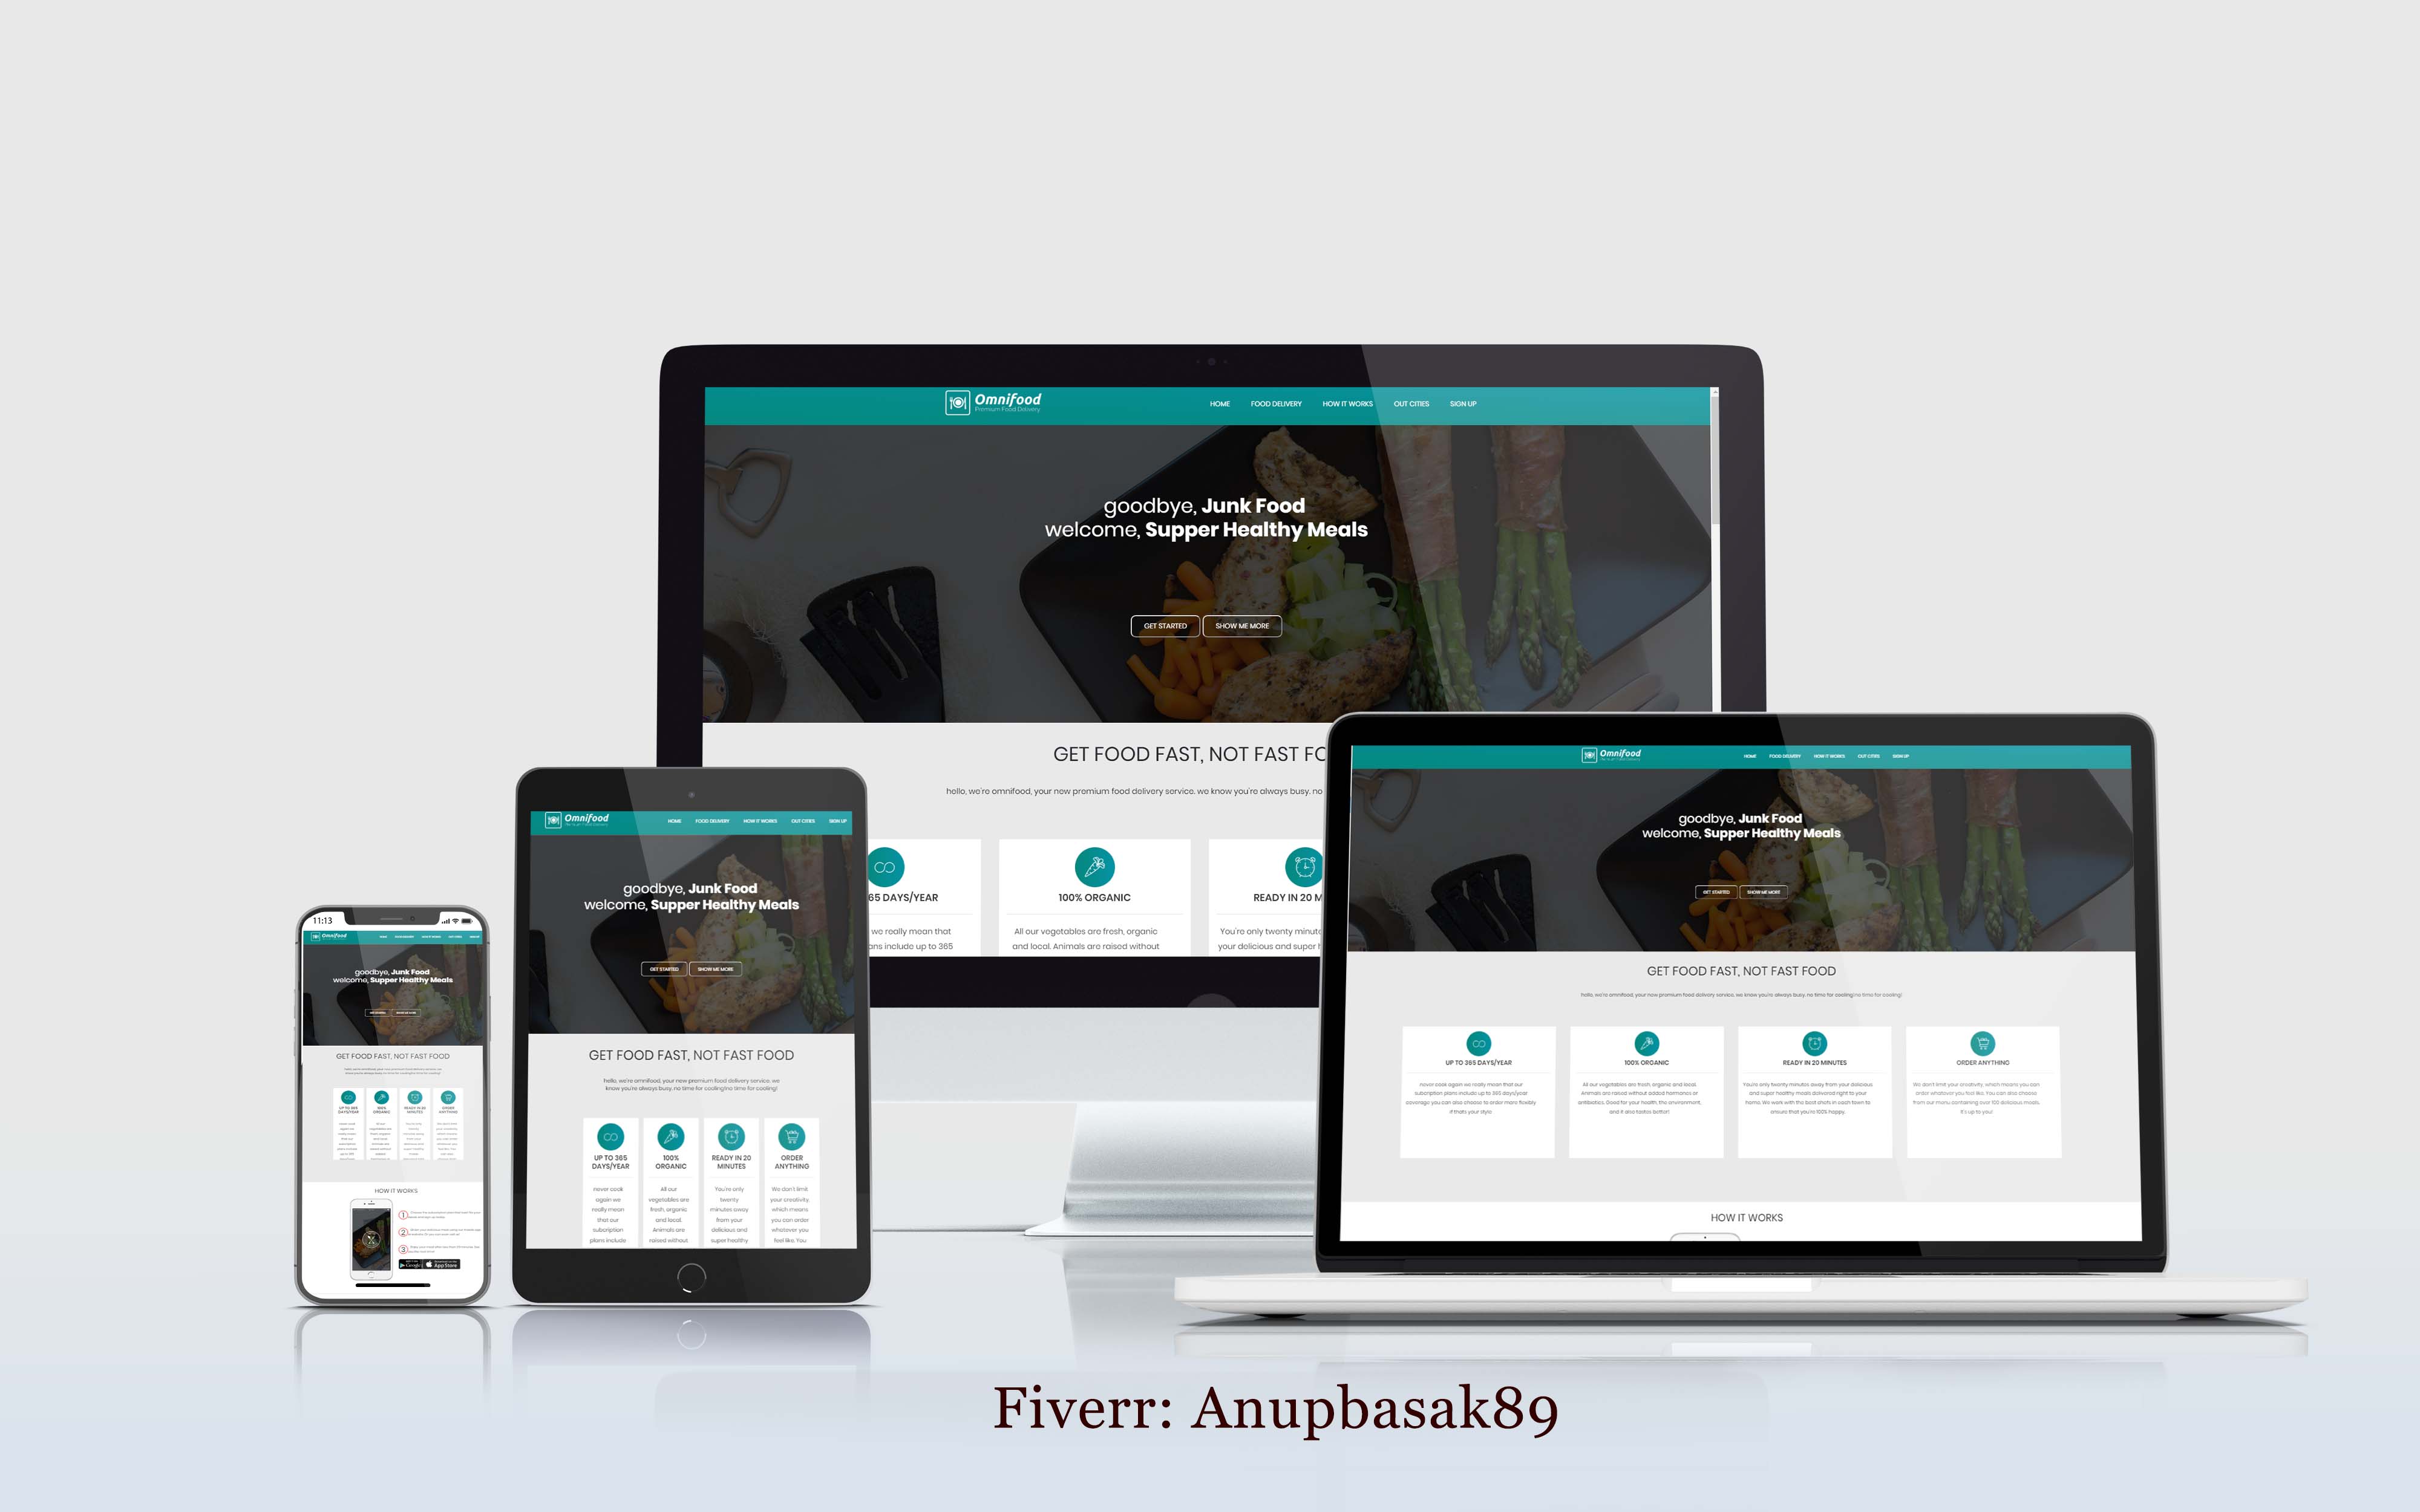 Omnifood
Premium Food Delivery
HOME FOOD DELIVERY HOW IT WORKS OUT CITIES SIGN UP
goodbye, Junk Food
welcome, Supper Healthy Meals
GET STARTED SHOW ME MORE
GET FOOD FAST, NOT FAST FO
hello, we're omnifood, your new premium food delivery service. we know you're always busy. no
65 DAYS/YEAR
we really mean that
ans include up to 365
100% ORGANIC
All our vegetables are fresh, organic
and local. Animals are raised without
READY IN 20 M
You're only twenty minut
your delicious and super
Omnifood
HOME FOOD DELIVERY HOW IT WORKS OUT CITIES SIGN UP
goodbye, Junk Food
welcome, Supper Healthy Meals
GET STARTED SHOW ME MORE
GET FOOD FAST, NOT FAST FOOD
hello, we're omnifood, your new premium food delivery service. we know you're always busy. no time for cooking!no time for cooking!
UP TO 365 DAYS/YEAR
never cook again we really mean that our
subcription plans include up to 365 days/year
coverage you can also choose to order more flexibly
if thats your style
100% ORGANIC
All our vegetables are fresh, organic and local.
Animals are raised without added hormones or
antibiotics. Good for your health, the environment,
and it also tastes better!
READY IN 20 MINUTES
You're only twenty minutes away from your delicious
and super healthy meals delivered right to your
home. We work with the best chefs in each town to
ensure that you're 100% happy.
ORDER ANYTHING
We don't limit your creativity, which means you can
order whatever you feel like. You can also choose
from our menu containing over 100 delicious meals.
It's up to you!
HOW IT WORKS
Omnifood
HOME FOOD DELIVERY HOW IT WORKS OUT CITIES SIGN UP
goodbye, Junk Food
welcome, Supper Healthy Meals
GET STARTED SHOW ME MORE
GET FOOD FAST, NOT FAST FOOD
hello, we're omnifood, your new premium food delivery service. we
know you're always busy. no time for cooking!no time for cooking!
UP TO 365
DAYS/YEAR
never cook
again we
really mean
that our
subcription
plans include
100%
ORGANIC
All our
vegetables are
fresh, organic
and local.
Animals are
raised without
READY IN 20
MINUTES
You're only
twenty
minutes away
from your
delicious and
super healthy
ORDER
ANYTHING
We don't limit
your creativity,
which means
you can order
whatever you
feel like. You
11:13
Omnifood
goodbye, Junk Food
welcome, Supper Healthy Meals
GET FOOD FAST, NOT FAST FOOD
UP TO 365
DAYS/YEAR
100%
ORGANIC
READY IN 20
MINUTES
ORDER
ANYTHING
HOW IT WORKS
1
2
3
Google
App Store
Fiverr: Anupbasak89